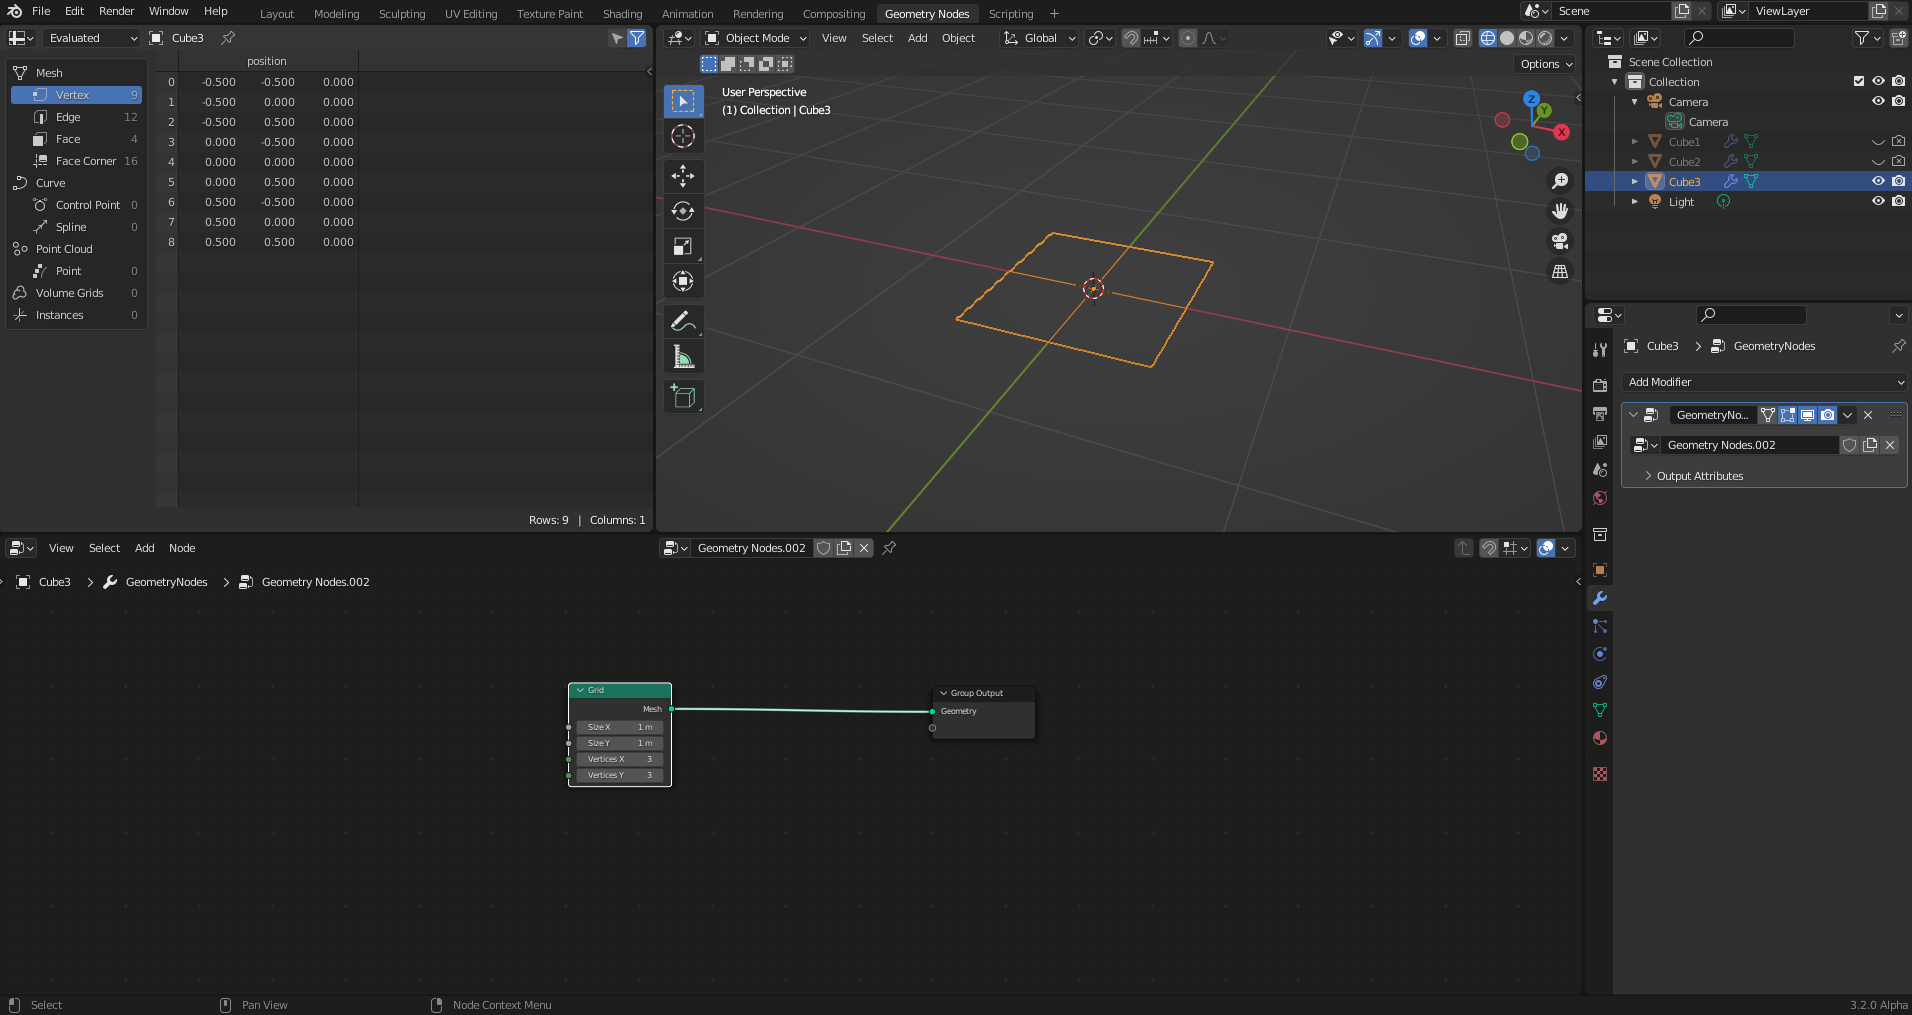 File Edit Render Window Help Layout Modeling Sculpting UV Editing Texture Paint Shading Animation Rendering Compositing Geometry Nodes Scripting + Scene ViewLayer
Evaluated Cube3
Mesh
Vertex 9
Edge 12
Face 4
Face Corner 16
Curve
Control Point 0
Spline 0
Point Cloud
Point 0
Volume Grids 0
Instances 0
position
0 -0.500 -0.500 0.000
1 -0.500 0.000 0.000
2 -0.500 0.500 0.000
3 0.000 -0.500 0.000
4 0.000 0.000 0.000
5 0.000 0.500 0.000
6 0.500 -0.500 0.000
7 0.500 0.000 0.000
8 0.500 0.500 0.000
Rows: 9 | Columns: 1
Object Mode View Select Add Object Global
Options
User Perspective
(1) Collection | Cube3
Z
Y
X
Scene Collection
Collection
Camera
Camera
Cube1
Cube2
Cube3
Light
Cube3 > GeometryNodes
Add Modifier
GeometryNo...
Geometry Nodes.002
Output Attributes
View Select Add Node Geometry Nodes.002
Cube3 > GeometryNodes > Geometry Nodes.002
Grid
Mesh
Size X 1 m
Size Y 1 m
Vertices X 3
Vertices Y 3
Group Output
Geometry
Select Pan View Node Context Menu 3.2.0 Alpha